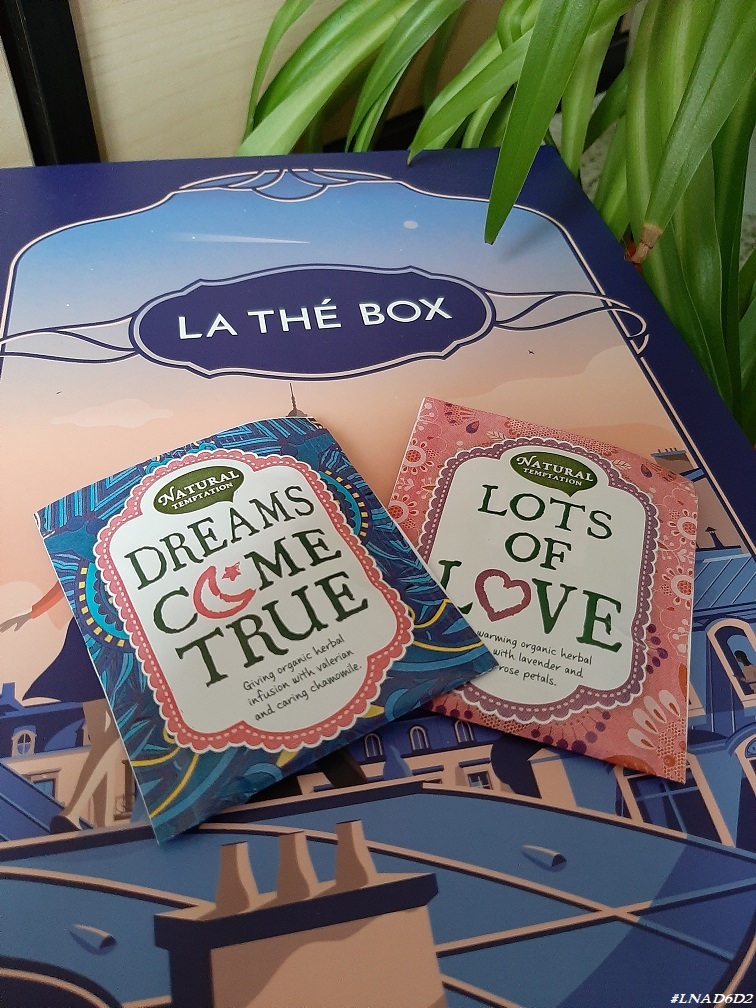 LA THÉ BOX
NATURAL
TEMPTATION
DREAMS
COME
TRUE
Giving organic herbal
infusion with valerian
and caring chamomile.
NATURAL
TEMPTATION
LOTS
OF
LOVE
warming organic herbal
with lavender and
rose petals.
#LNAD6D2